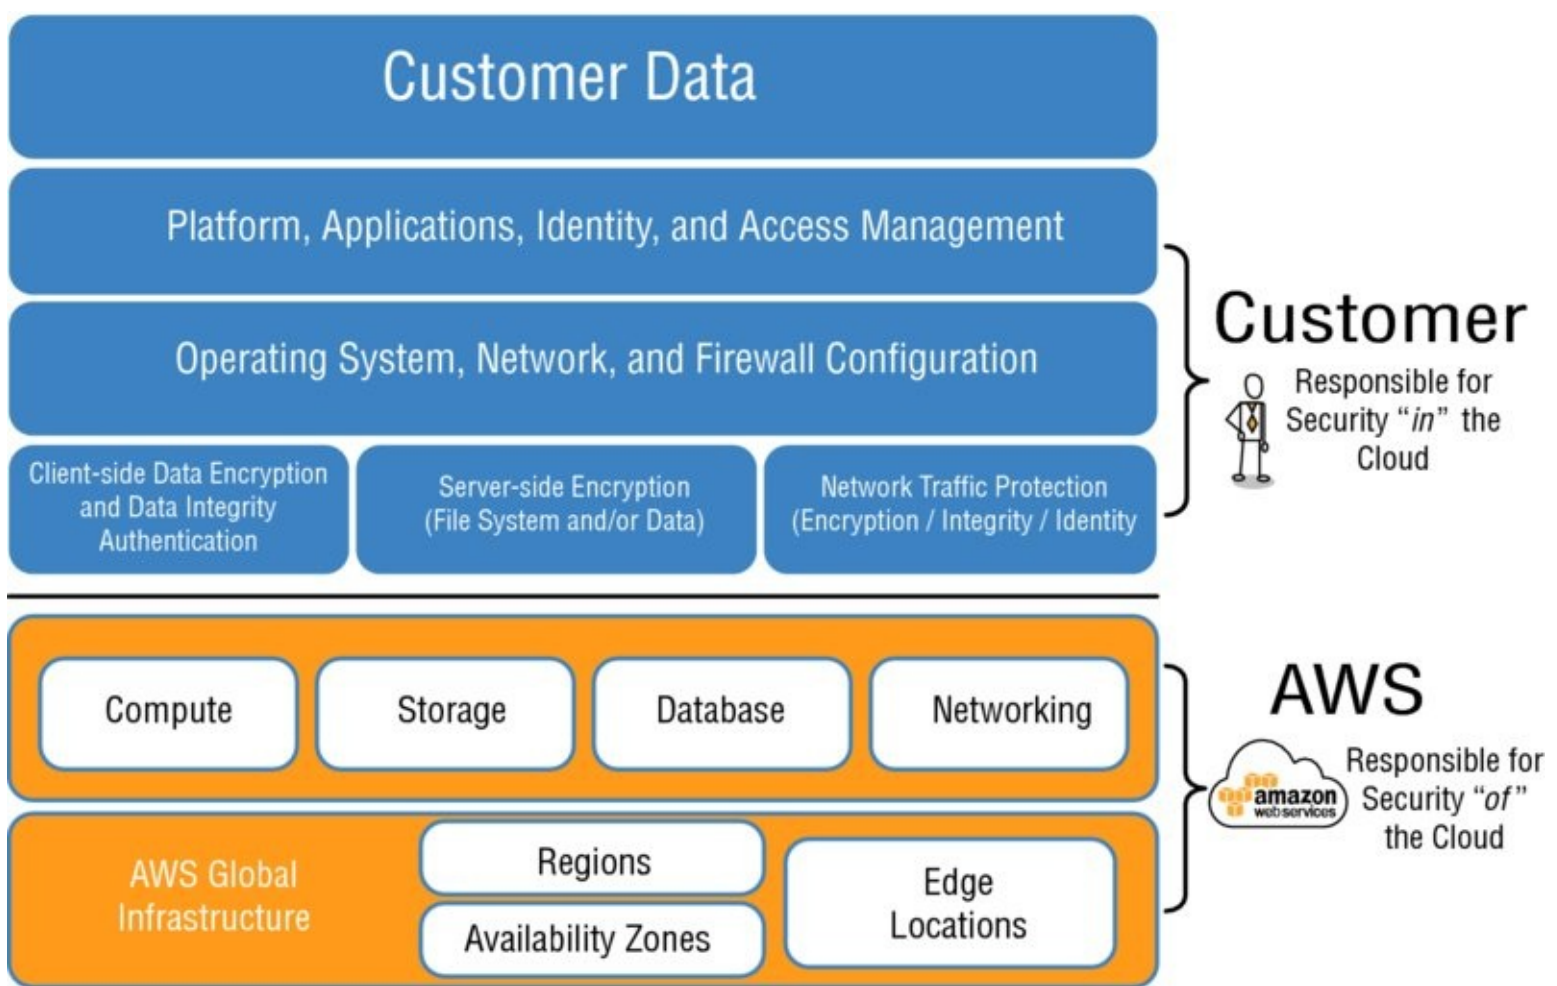 Customer Data
Platform, Applications, Identity, and Access Management
Operating System, Network, and Firewall Configuration
Client-side Data Encryption
and Data Integrity
Authentication
Server-side Encryption
(File System and/or Data)
Network Traffic Protection
(Encryption / Integrity / Identity
Customer
Responsible for
Security “in” the
Cloud
Compute
Storage
Database
Networking
AWS Global
Infrastructure
Regions
Availability Zones
Edge
Locations
AWS
amazon
webservices
Responsible for
Security “of”
the Cloud